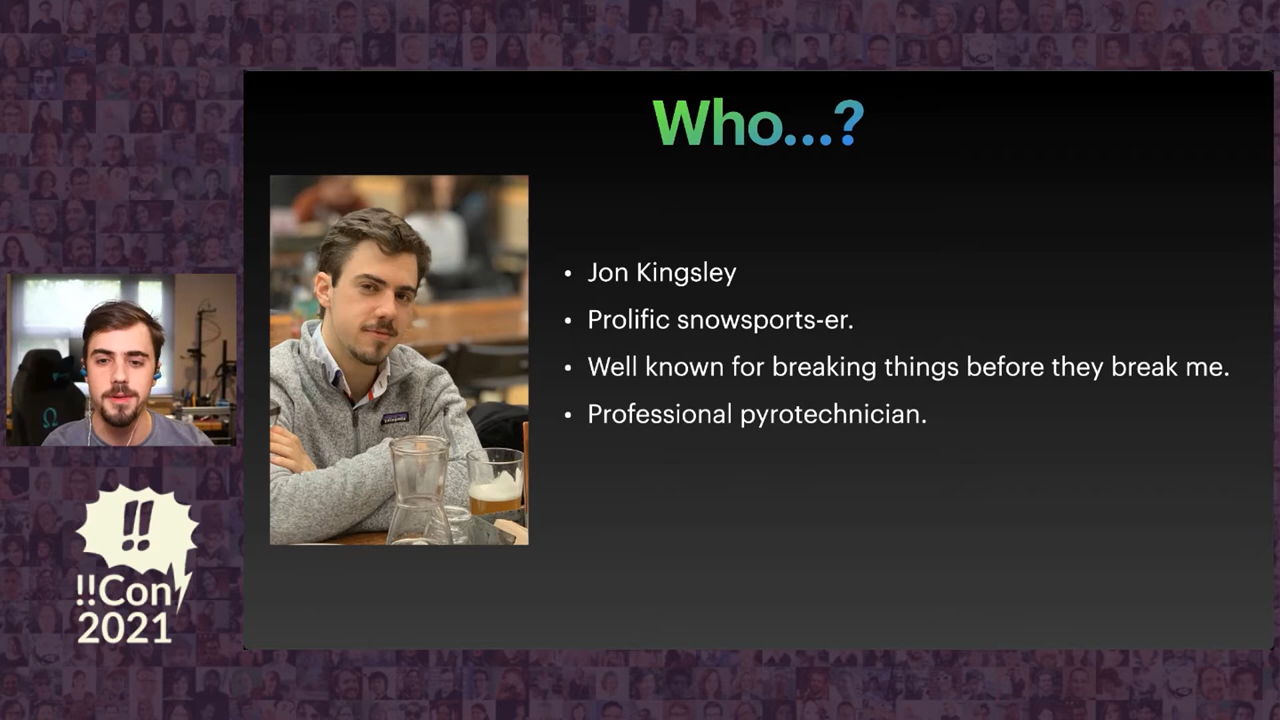 Who...?
Jon Kingsley
Prolific snowsports-er.
Well known for breaking things before they break me.
Professional pyrotechnician.
!!
!!Con
2021